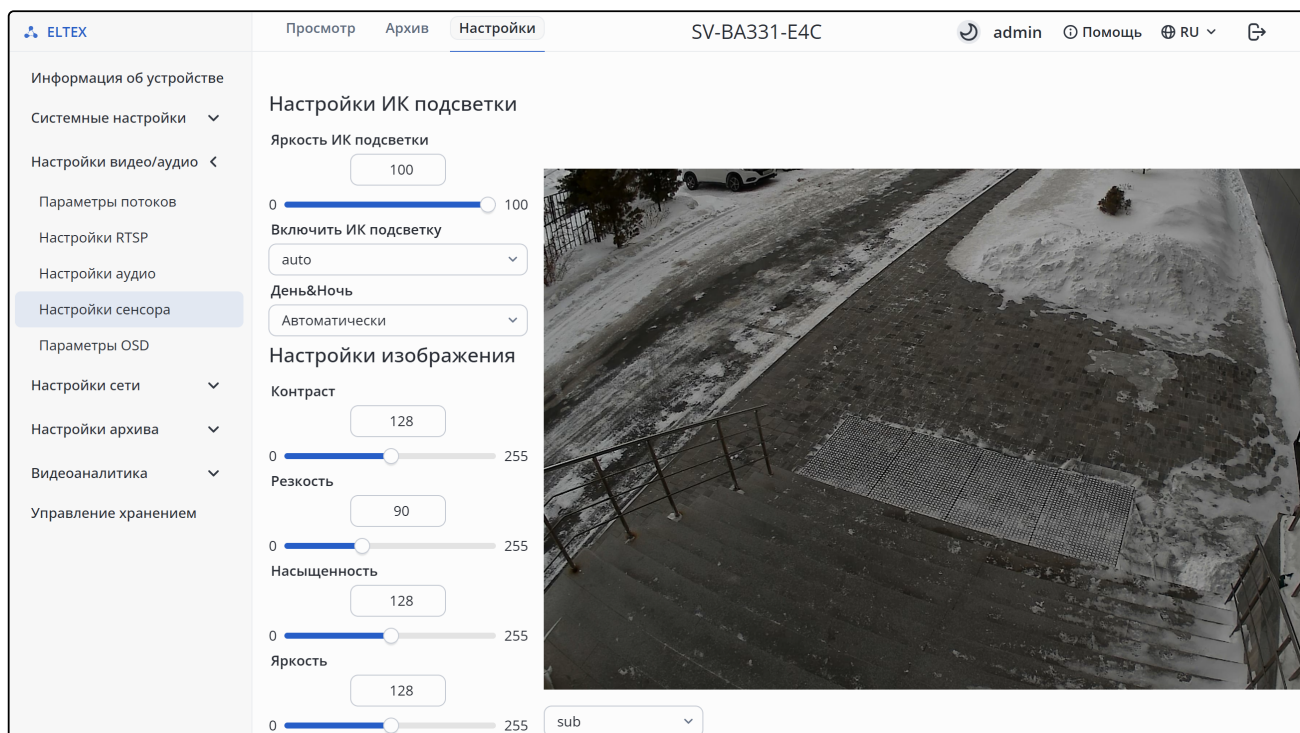 ELTEX
Просмотр Архив Настройки
SV-BA331-E4C
admin Помощь RU
Информация об устройстве
Системные настройки
Настройки видео/аудио
Параметры потоков
Настройки RTSP
Настройки аудио
Настройки сенсора
Параметры OSD
Настройки сети
Настройки архива
Видеоаналитика
Управление хранением
Настройки ИК подсветки
Яркость ИК подсветки
100
0 100
Включить ИК подсветку
auto
День&Ночь
Автоматически
Настройки изображения
Контраст
128
0 255
Резкость
90
0 255
Насыщенность
128
0 255
Яркость
128
0 255
sub